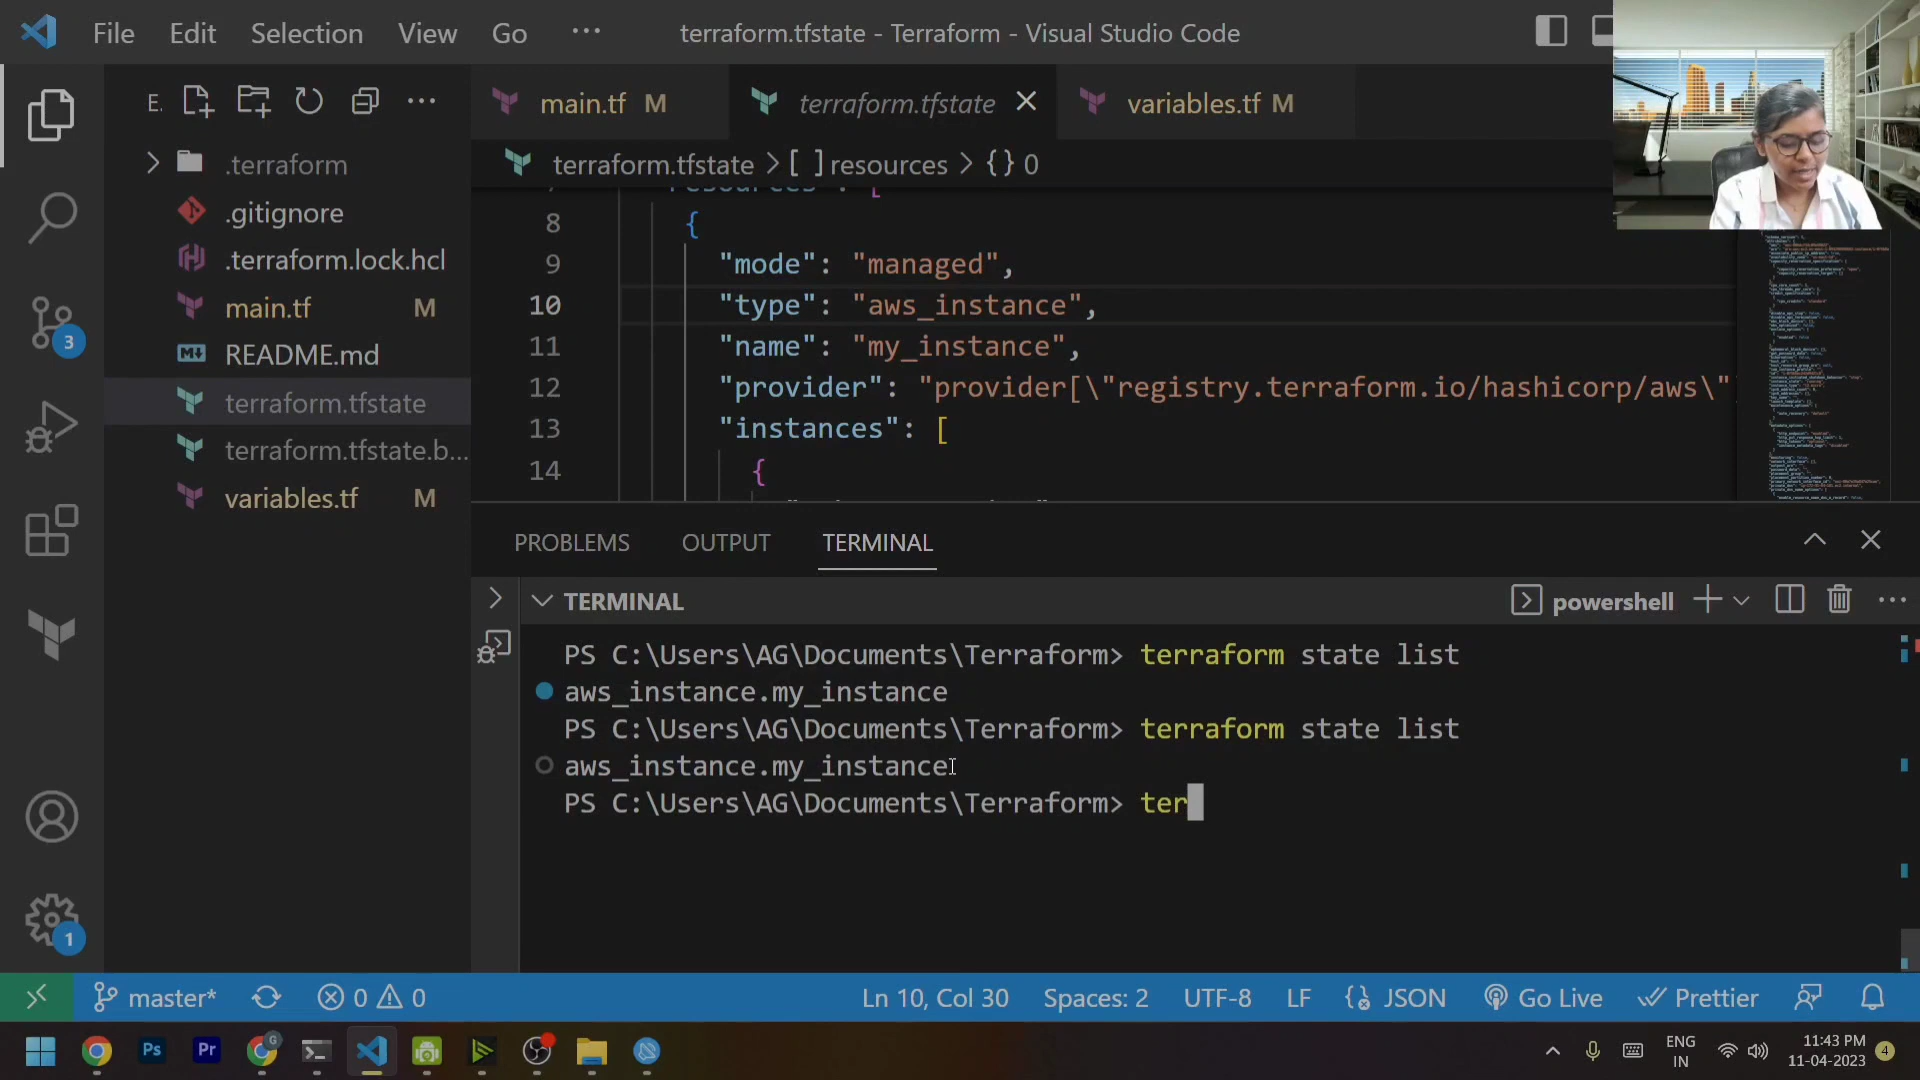 File Edit Selection View Go ··· terraform.tfstate - Terraform - Visual Studio Code
E.
main.tf M terraform.tfstate variables.tf M
terraform.tfstate > [ ] resources > {} 0
.terraform
.gitignore
.terraform.lock.hcl
main.tf M
README.md
terraform.tfstate
terraform.tfstate.b...
variables.tf M
3
1
8 {
9 "mode": "managed",
10 "type": "aws_instance",
11 "name": "my_instance",
12 "provider": "provider[\"registry.terraform.io/hashicorp/aws\"
13 "instances": [
14 {
PROBLEMS OUTPUT TERMINAL
TERMINAL
powershell
PS C:\Users\AG\Documents\Terraform> terraform state list
aws_instance.my_instance
PS C:\Users\AG\Documents\Terraform> terraform state list
aws_instance.my_instance
PS C:\Users\AG\Documents\Terraform> ter
master* 0 0 Ln 10, Col 30 Spaces: 2 UTF-8 LF {} JSON Go Live Prettier
Ps Pr G
ENG
IN
11:43 PM
11-04-2023
4